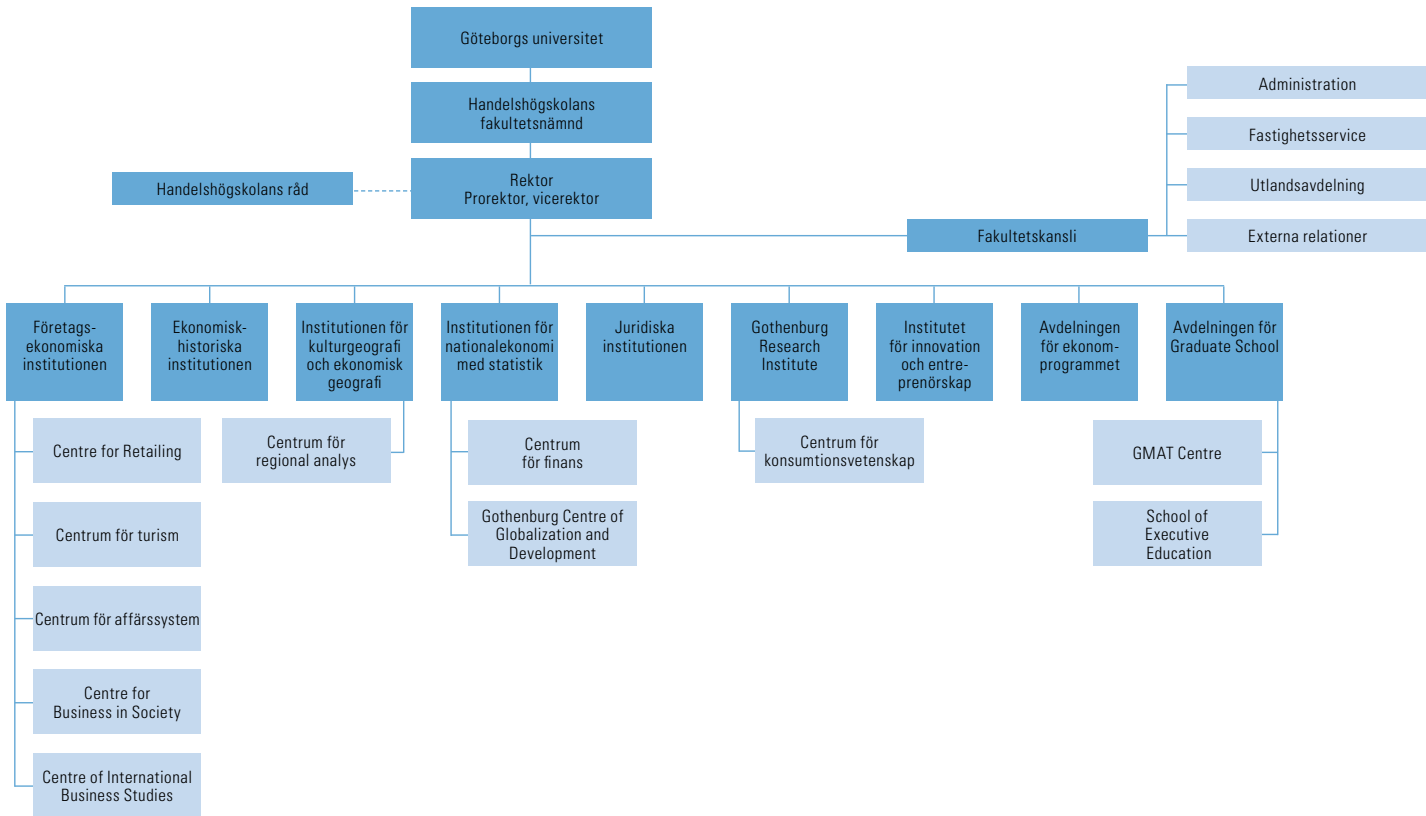 Göteborgs universitet
Handelshögskolans
fakultetsnämnd
Rektor
Prorektor, vicerektor
Handelshögskolans råd
Fakultetskansli
Administration
Fastighetsservice
Utlandsavdelning
Externa relationer
Företags-
ekonomiska
institutionen
Ekonomisk-
historiska
institutionen
Institutionen för
kulturgeografi
och ekonomisk
geografi
Institutionen för
nationalekonomi
med statistik
Juridiska
institutionen
Gothenburg
Research
Institute
Institutet
för innovation
och entre-
prenörskap
Avdelningen
för ekonom-
programmet
Avdelningen för
Graduate School
Centre for Retailing
Centrum för turism
Centrum för affärssystem
Centre for
Business in Society
Centre of International
Business Studies
Centrum för
regional analys
Centrum
för finans
Gothenburg Centre of
Globalization and
Development
Centrum för
konsumtionsvetenskap
GMAT Centre
School of
Executive
Education